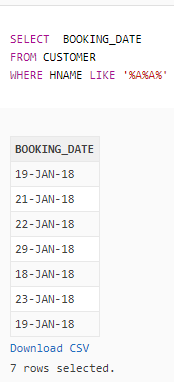 SELECT  BOOKING_DATE
FROM CUSTOMER
WHERE HNAME LIKE '%A%A%'
BOOKING_DATE
19-JAN-18
21-JAN-18
22-JAN-18
29-JAN-18
18-JAN-18
23-JAN-18
19-JAN-18
Download CSV
7 rows selected.